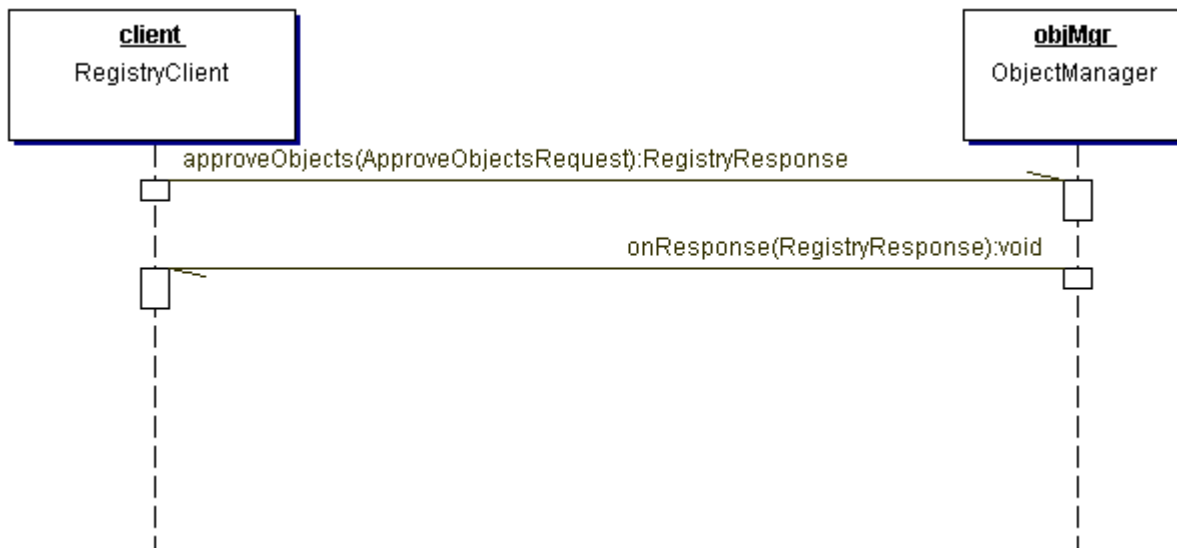 client
RegistryClient
objMgr
ObjectManager
approveObjects(ApproveObjectsRequest):RegistryResponse
onResponse(RegistryResponse):void